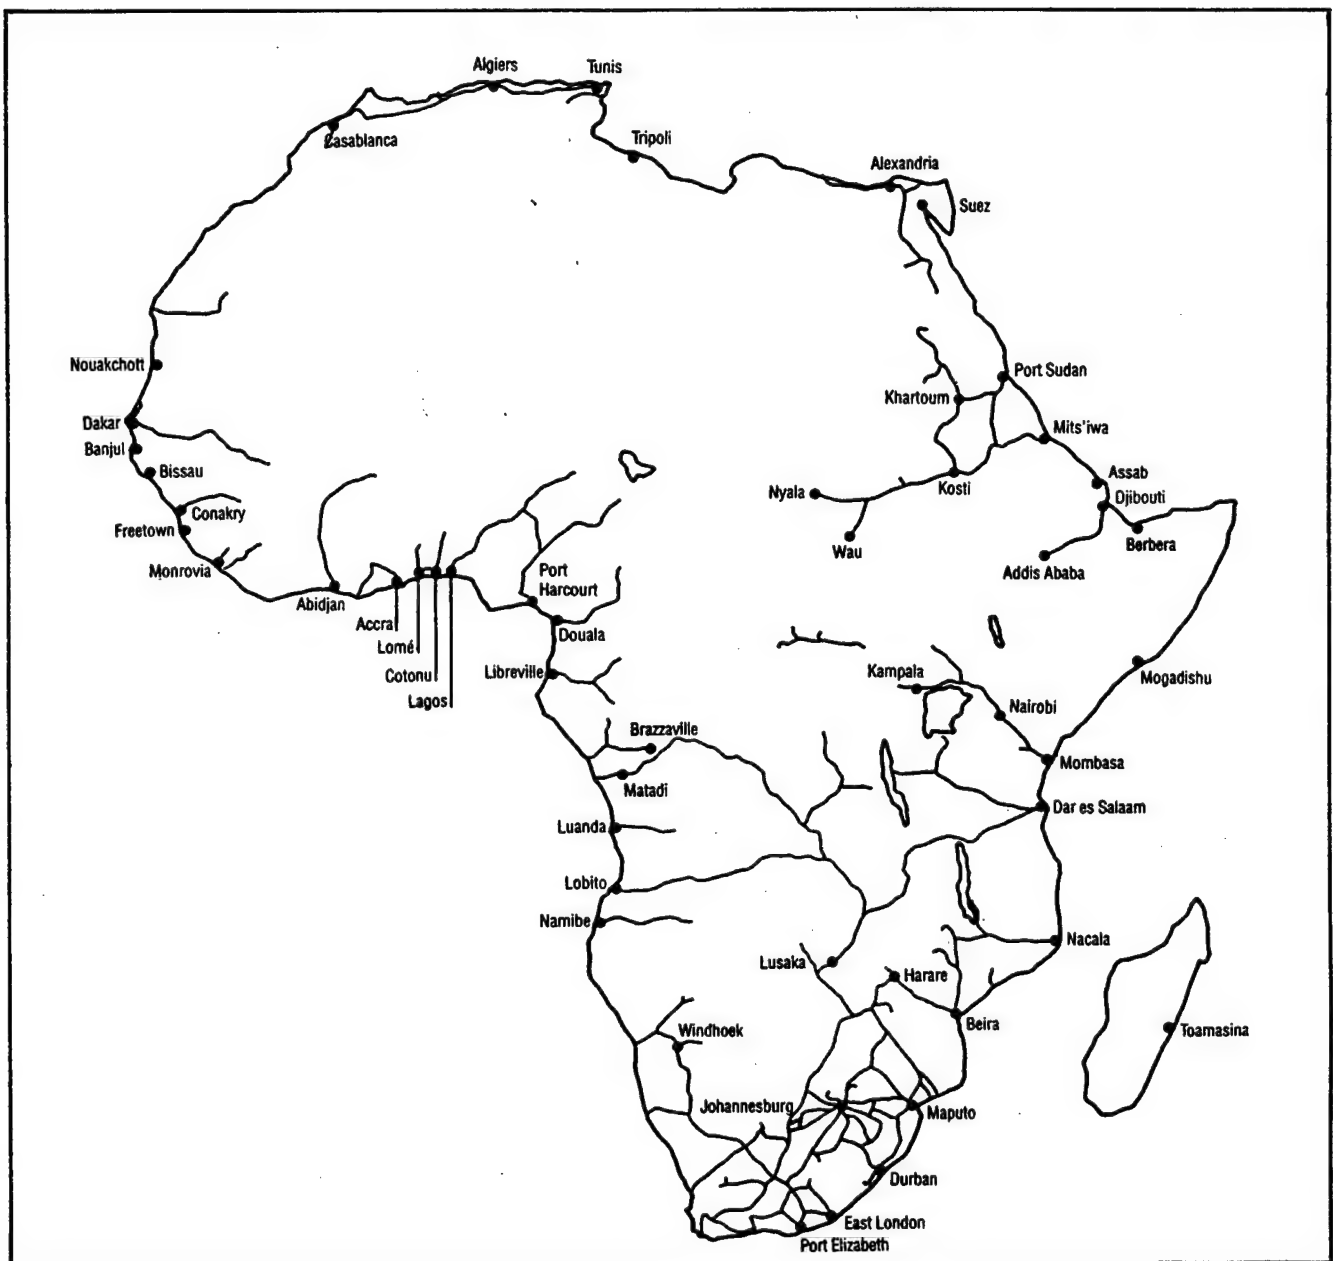 Algiers
Tunis
Casablanca
Tripoli
Alexandria
Suez
Nouakchott
Port Sudan
Khartoum
Dakar
Mits'iwa
Banjul
Bissau
Assab
Nyala
Kosti
Djibouti
Conakry
Freetown
Berbera
Wau
Monrovia
Addis Ababa
Port
Harcourt
Abidjan
Accra
Douala
Lomé
Libreville
Kampala
Mogadishu
Cotonu
Lagos
Nairobi
Brazzaville
Mombasa
Matadi
Dar es Salaam
Luanda
Lobito
Namibe
Nacala
Lusaka
Harare
Beira
Windhoek
Toamasina
Johannesburg
Maputo
Durban
East London
Port Elizabeth